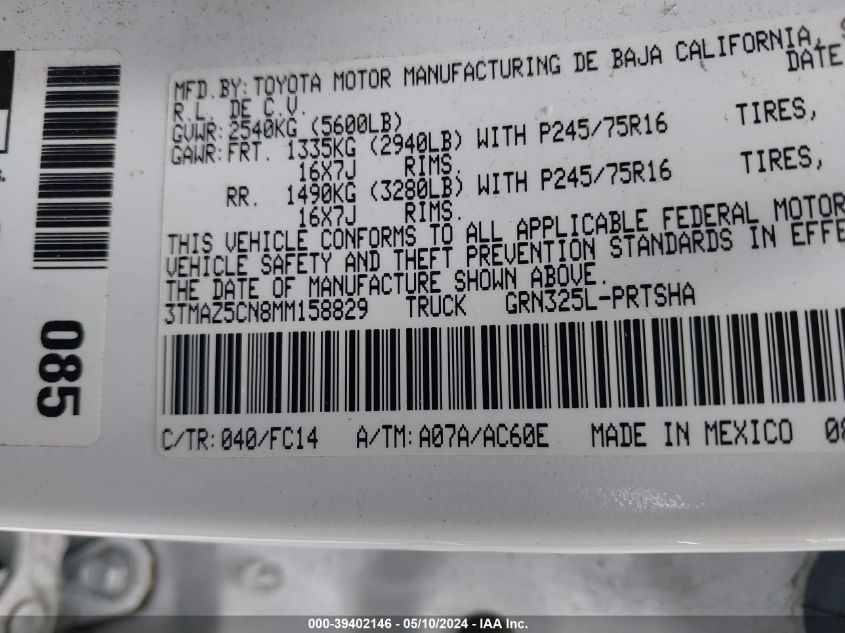 MFD. BY: TOYOTA MOTOR MANUFACTURING DE BAJA CALIFORNIA, S
R.L. DE C.V. DATE
GVWR: 2540KG (5600LB)
GAWR: FRT. 1335KG (2940LB) WITH P245/75R16 TIRES,
16X7J RIMS.
RR. 1490KG (3280LB) WITH P245/75R16 TIRES,
16X7J RIMS.
THIS VEHICLE CONFORMS TO ALL APPLICABLE FEDERAL MOTOR
VEHICLE SAFETY AND THEFT PREVENTION STANDARDS IN EFFE
THE DATE OF MANUFACTURE SHOWN ABOVE.
3TMAZ5CN8MM158829 TRUCK GRN325L-PRTSHA
C/TR: 040/FC14 A/TM: A07A/AC60E MADE IN MEXICO 08
085
000-39402146 - 05/10/2024 - IAAI.COM